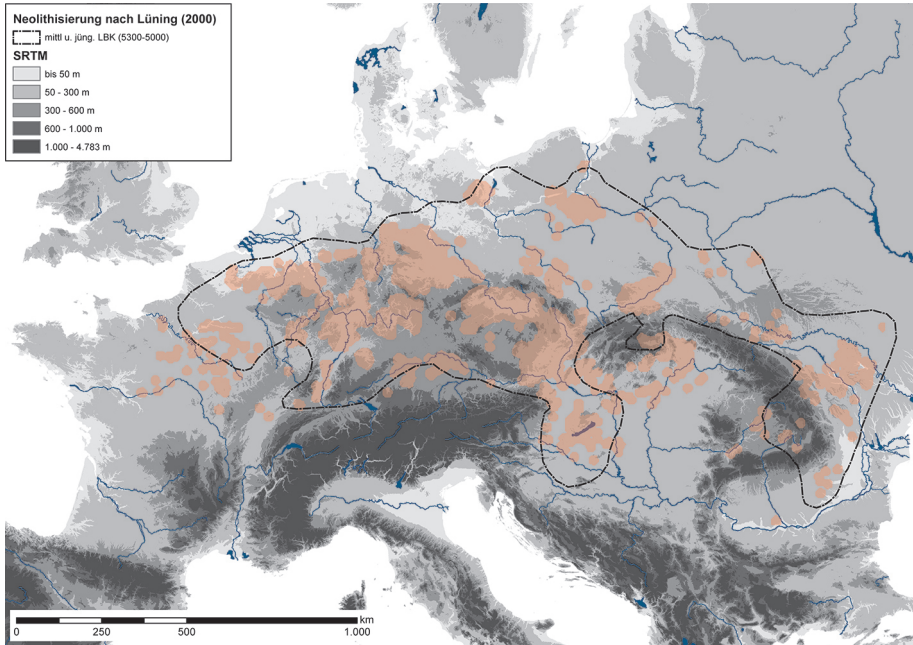 Neolithisierung nach Lüning (2000)
mittl u. jüng. LBK (5300-5000)
SRTM
bis 50 m
50 - 300 m
300 - 600 m
600 - 1.000 m
1.000 - 4.783 m
km
0 250 500 1.000